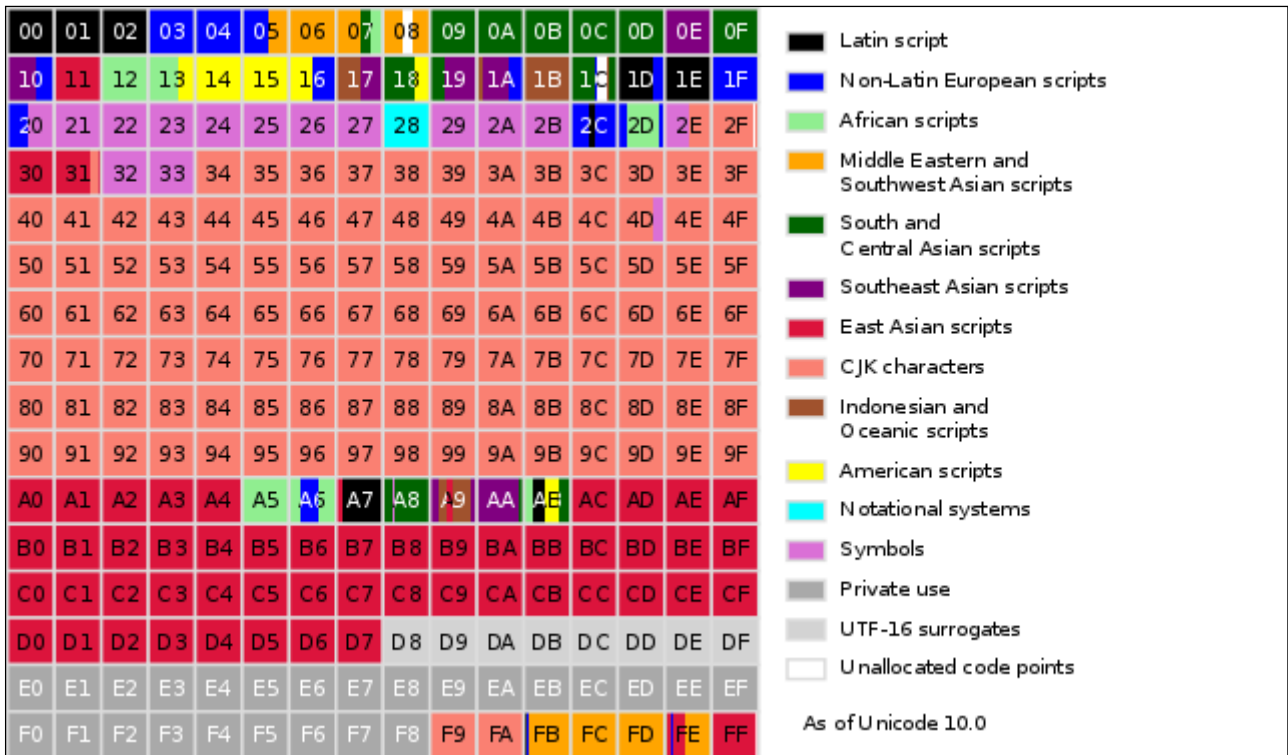 00 01 02 03 04 05 06 07 08 09 0A 0B 0C 0D 0E 0F
10 11 12 13 14 15 16 17 18 19 1A 1B 1C 1D 1E 1F
20 21 22 23 24 25 26 27 28 29 2A 2B 2C 2D 2E 2F
30 31 32 33 34 35 36 37 38 39 3A 3B 3C 3D 3E 3F
40 41 42 43 44 45 46 47 48 49 4A 4B 4C 4D 4E 4F
50 51 52 53 54 55 56 57 58 59 5A 5B 5C 5D 5E 5F
60 61 62 63 64 65 66 67 68 69 6A 6B 6C 6D 6E 6F
70 71 72 73 74 75 76 77 78 79 7A 7B 7C 7D 7E 7F
80 81 82 83 84 85 86 87 88 89 8A 8B 8C 8D 8E 8F
90 91 92 93 94 95 96 97 98 99 9A 9B 9C 9D 9E 9F
A0 A1 A2 A3 A4 A5 A6 A7 A8 A9 AA AB AC AD AE AF
B0 B1 B2 B3 B4 B5 B6 B7 B8 B9 BA BB BC BD BE BF
C0 C1 C2 C3 C4 C5 C6 C7 C8 C9 CA CB CC CD CE CF
D0 D1 D2 D3 D4 D5 D6 D7 D8 D9 DA DB DC DD DE DF
E0 E1 E2 E3 E4 E5 E6 E7 E8 E9 EA EB EC ED EE EF
F0 F1 F2 F3 F4 F5 F6 F7 F8 F9 FA FB FC FD FE FF
Latin script
Non-Latin European scripts
African scripts
Middle Eastern and
Southwest Asian scripts
South and
Central Asian scripts
Southeast Asian scripts
East Asian scripts
CJK characters
Indonesian and
Oceanic scripts
American scripts
Notational systems
Symbols
Private use
UTF-16 surrogates
Unallocated code points
As of Unicode 10.0